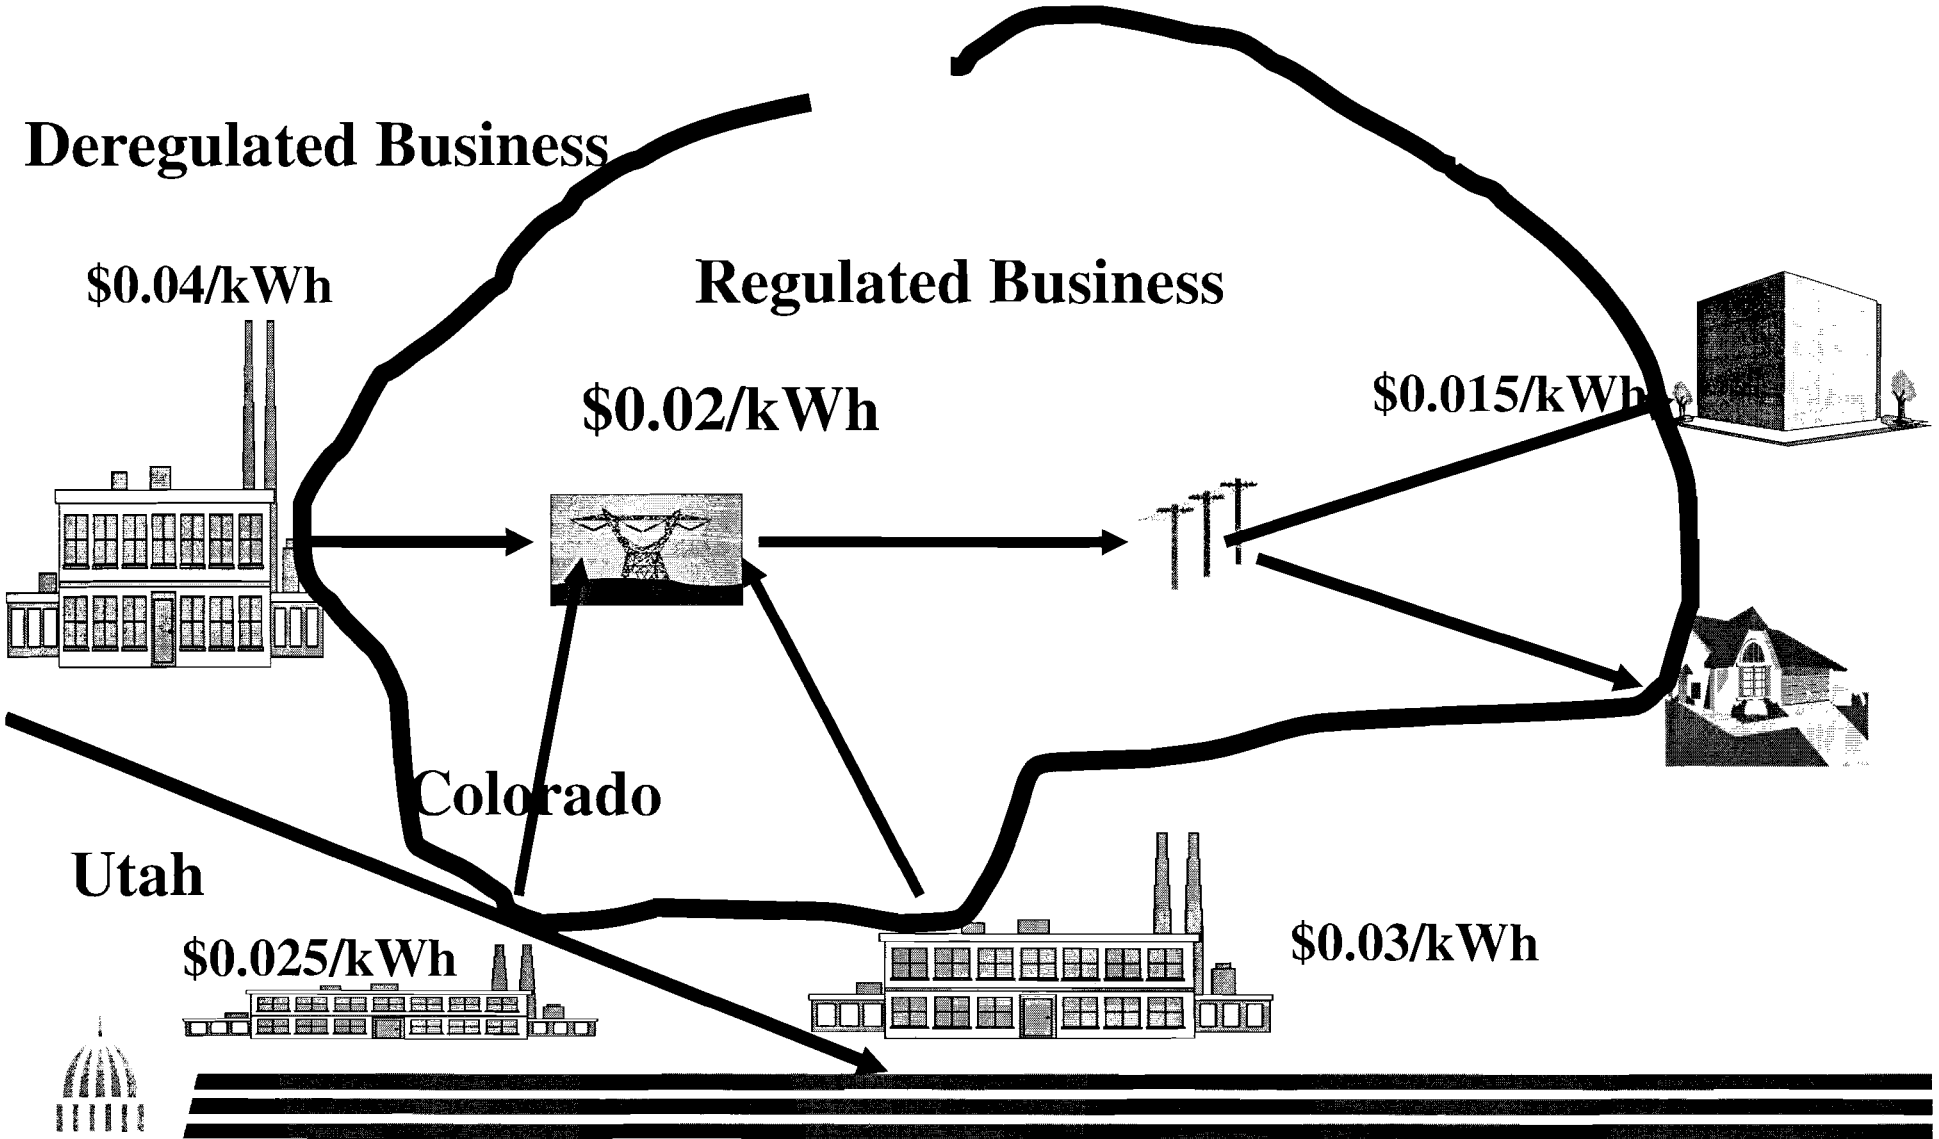 Deregulated Business
$0.04/kWh
Regulated Business
$0.02/kWh
$0.015/kWh
Colorado
Utah
$0.025/kWh
$0.03/kWh